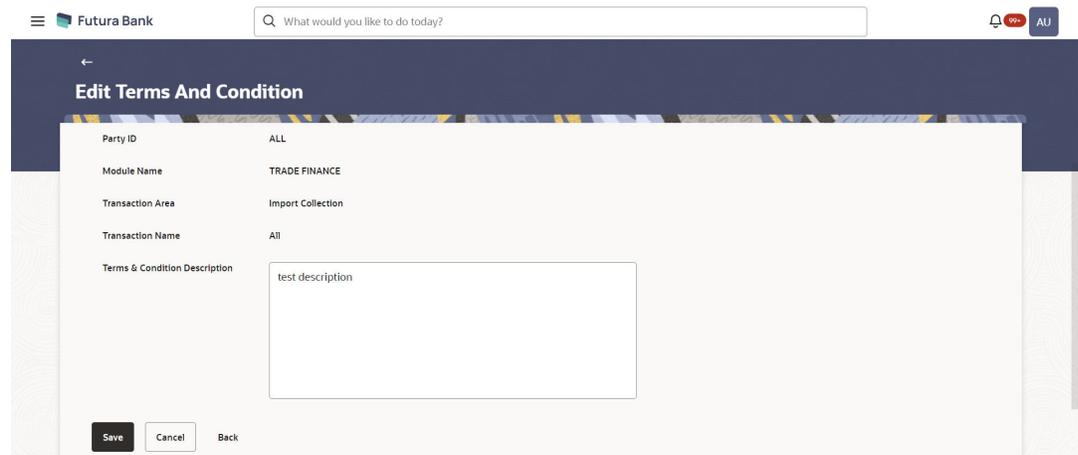 Futura Bank
What would you like to do today?
99+
AU
Edit Terms And Condition
Party ID ALL
Module Name TRADE FINANCE
Transaction Area Import Collection
Transaction Name All
Terms & Condition Description test description
Save Cancel Back